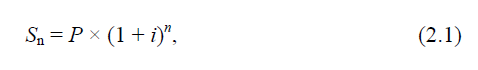 Sₙ = P × (1 + i)ⁿ, (2.1)